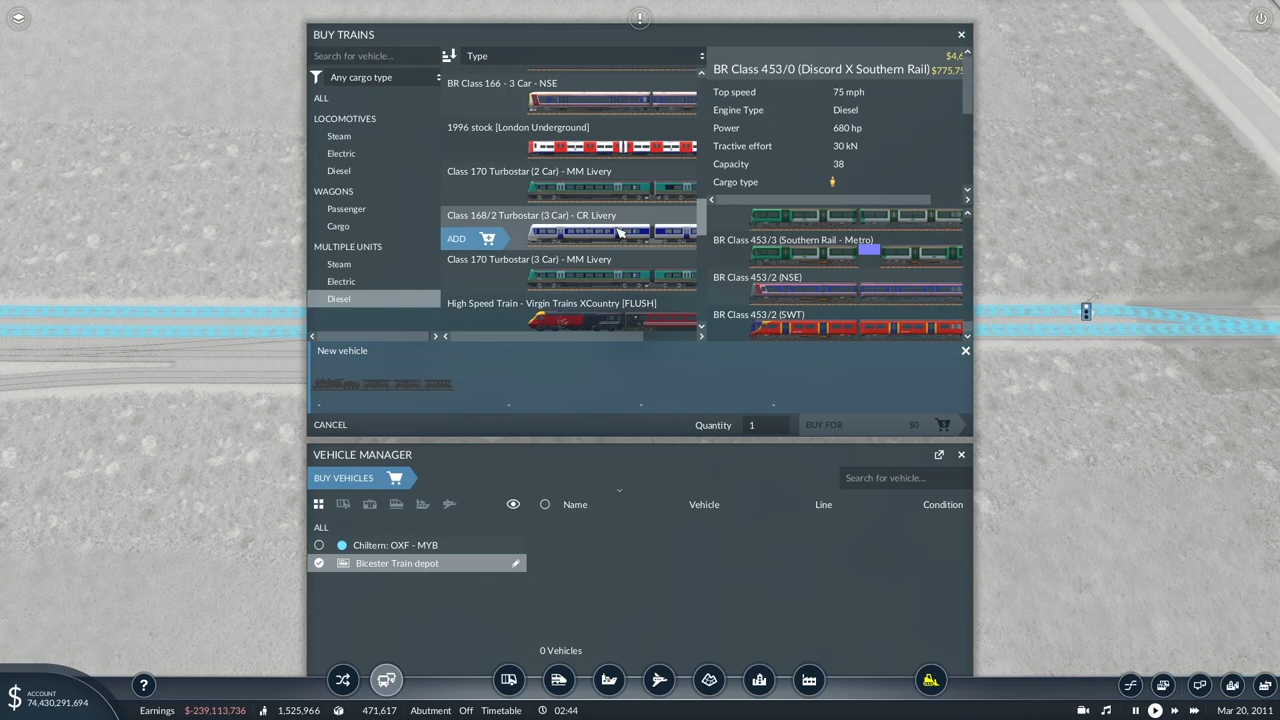 BUY TRAINS
Search for vehicle...
Type
Any cargo type
ALL
LOCOMOTIVES
Steam
Electric
Diesel
WAGONS
Passenger
Cargo
MULTIPLE UNITS
Steam
Electric
Diesel
BR Class 166 - 3 Car - NSE
1996 stock [London Underground]
Class 170 Turbostar (2 Car) - MM Livery
Class 168/2 Turbostar (3 Car) - CR Livery
ADD
Class 170 Turbostar (3 Car) - MM Livery
High Speed Train - Virgin Trains XCountry [FLUSH]
$4,6
BR Class 453/0 (Discord X Southern Rail) $775,75
Top speed 75 mph
Engine Type Diesel
Power 680 hp
Tractive effort 30 kN
Capacity 38
Cargo type
BR Class 453/3 (Southern Rail - Metro)
BR Class 453/2 (NSE)
BR Class 453/2 (SWT)
New vehicle
- - - -
CANCEL
Quantity 1
BUY FOR $0
VEHICLE MANAGER
BUY VEHICLES
Search for vehicle...
Name Vehicle Line Condition
ALL
Chiltern: OXF - MYB
Bicester Train depot
0 Vehicles
$ ACCOUNT
74,430,291,694
?
Earnings $-239,113,736 1,525,966 471,617 Abutment Off Timetable 02:44
Mar 20, 2011